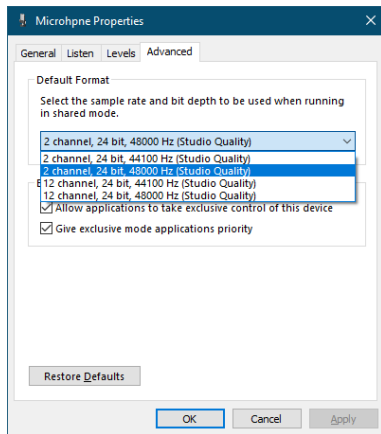 Microhpne Properties
General Listen Levels Advanced
Default Format
Select the sample rate and bit depth to be used when running
in shared mode.
2 channel, 24 bit, 48000 Hz (Studio Quality)
2 channel, 24 bit, 44100 Hz (Studio Quality)
2 channel, 24 bit, 48000 Hz (Studio Quality)
12 channel, 24 bit, 44100 Hz (Studio Quality)
12 channel, 24 bit, 48000 Hz (Studio Quality)
Allow applications to take exclusive control of this device
Give exclusive mode applications priority
Restore Defaults
OK Cancel Apply